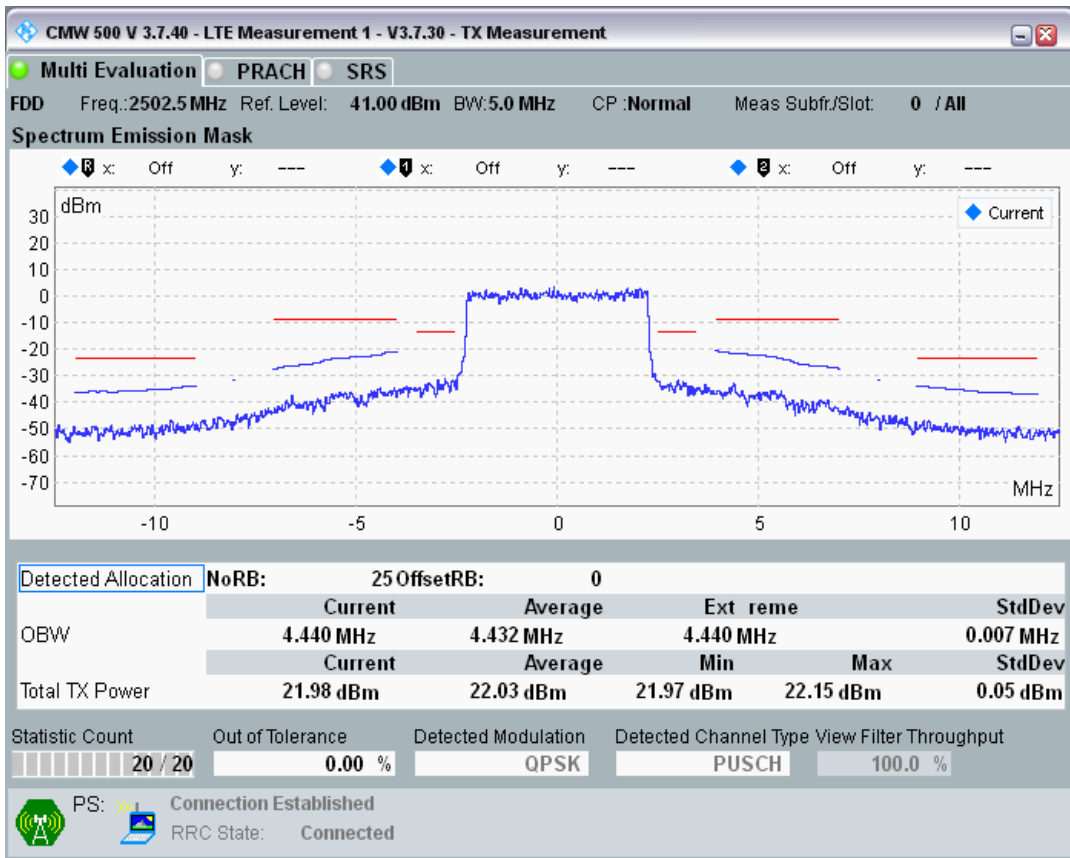 CMW 500 V 3.7.40 - LTE Measurement 1 - V3.7.30 - TX Measurement
Multi Evaluation PRACH SRS
FDD Freq.:2502.5 MHz Ref. Level: 41.00 dBm BW:5.0 MHz CP :Normal Meas Subfr./Slot: 0 / All
Spectrum Emission Mask
R x: Off y: --- 1 x: Off y: --- 2 x: Off y: ---
dBm
Current
30
20
10
0
-10
-20
-30
-40
-50
-60
-70
MHz
-10 -5 0 5 10
Detected Allocation NoRB: 25 OffsetRB: 0
Current Average Ext reme StdDev
OBW 4.440 MHz 4.432 MHz 4.440 MHz 0.007 MHz
Current Average Min Max StdDev
Total TX Power 21.98 dBm 22.03 dBm 21.97 dBm 22.15 dBm 0.05 dBm
Statistic Count Out of Tolerance Detected Modulation Detected Channel Type View Filter Throughput
20 / 20 0.00 % QPSK PUSCH 100.0 %
PS: Connection Established
RRC State: Connected